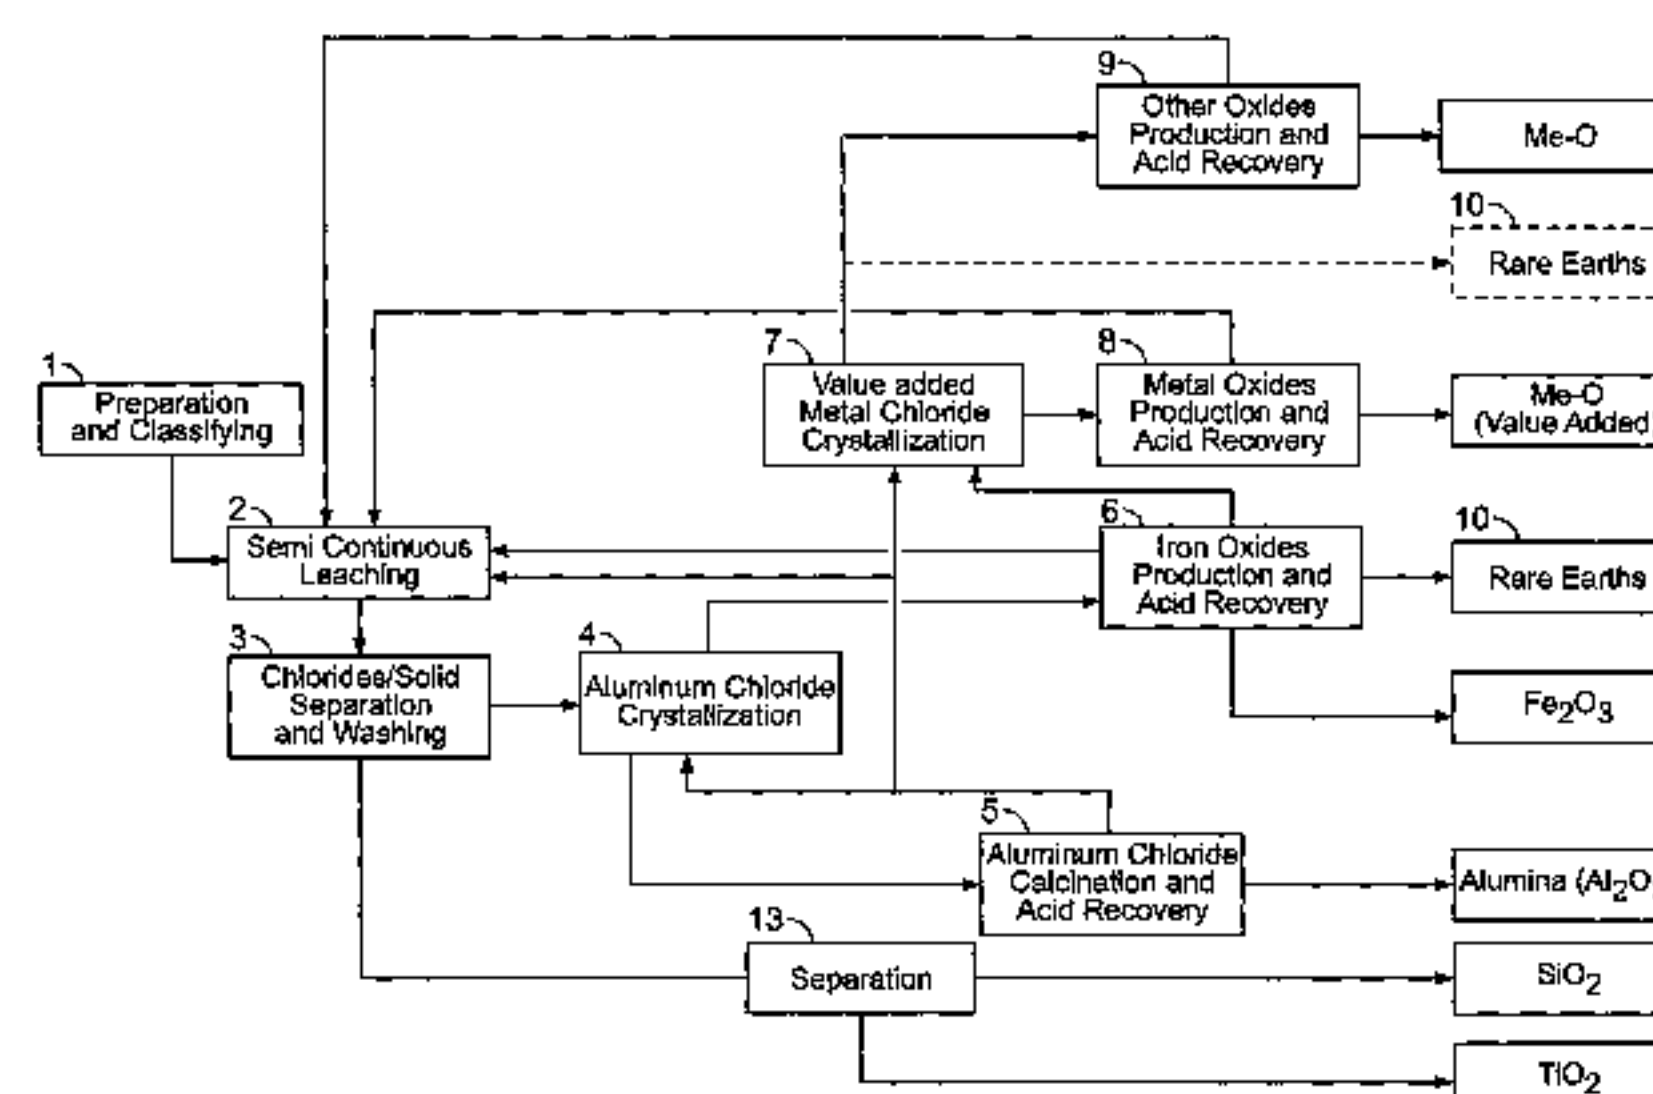 9
Other Oxides
Production and
Acid Recovery
Me-O
10
Rare Earths
1
Preparation
and Classifying
7
Value added
Metal Chloride
Crystallization
8
Metal Oxides
Production and
Acid Recovery
Me-O
(Value Added
2
Semi Continuous
Leaching
6
Iron Oxides
Production and
Acid Recovery
10
Rare Earths
3
Chlorides/Solid
Separation
and Washing
4
Aluminum Chloride
Crystallization
Fe₂O₃
5
Aluminum Chloride
Calcination and
Acid Recovery
Alumina (Al₂O
13
Separation
SiO₂
TiO₂